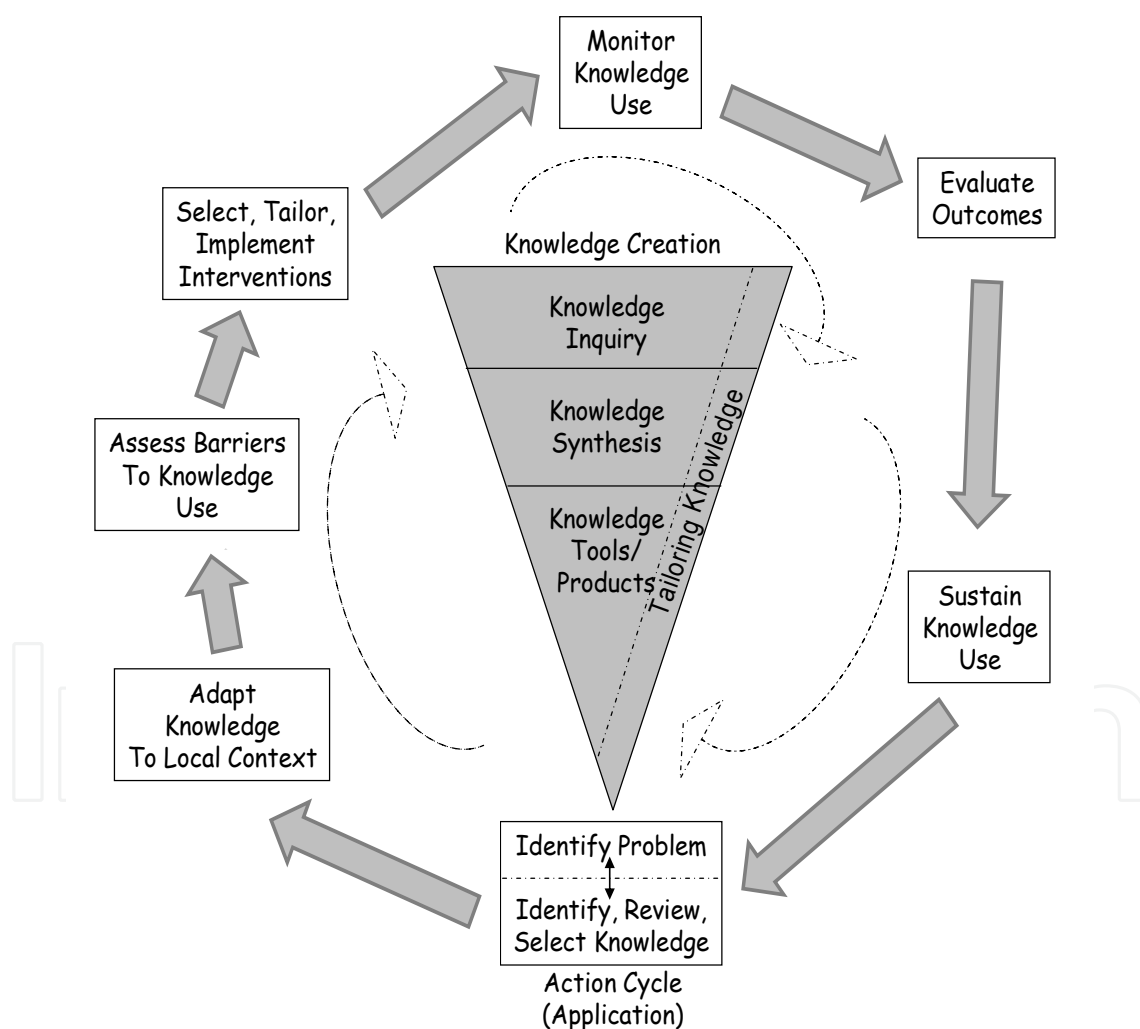 Monitor
Knowledge
Use
Evaluate
Outcomes
Select, Tailor,
Implement
Interventions
Knowledge Creation
Knowledge
Inquiry
Knowledge
Synthesis
Knowledge
Tools/
Products
Tailoring Knowledge
Assess Barriers
To Knowledge
Use
Sustain
Knowledge
Use
Adapt
Knowledge
To Local Context
Identify Problem
Identify, Review,
Select Knowledge
Action Cycle
(Application)